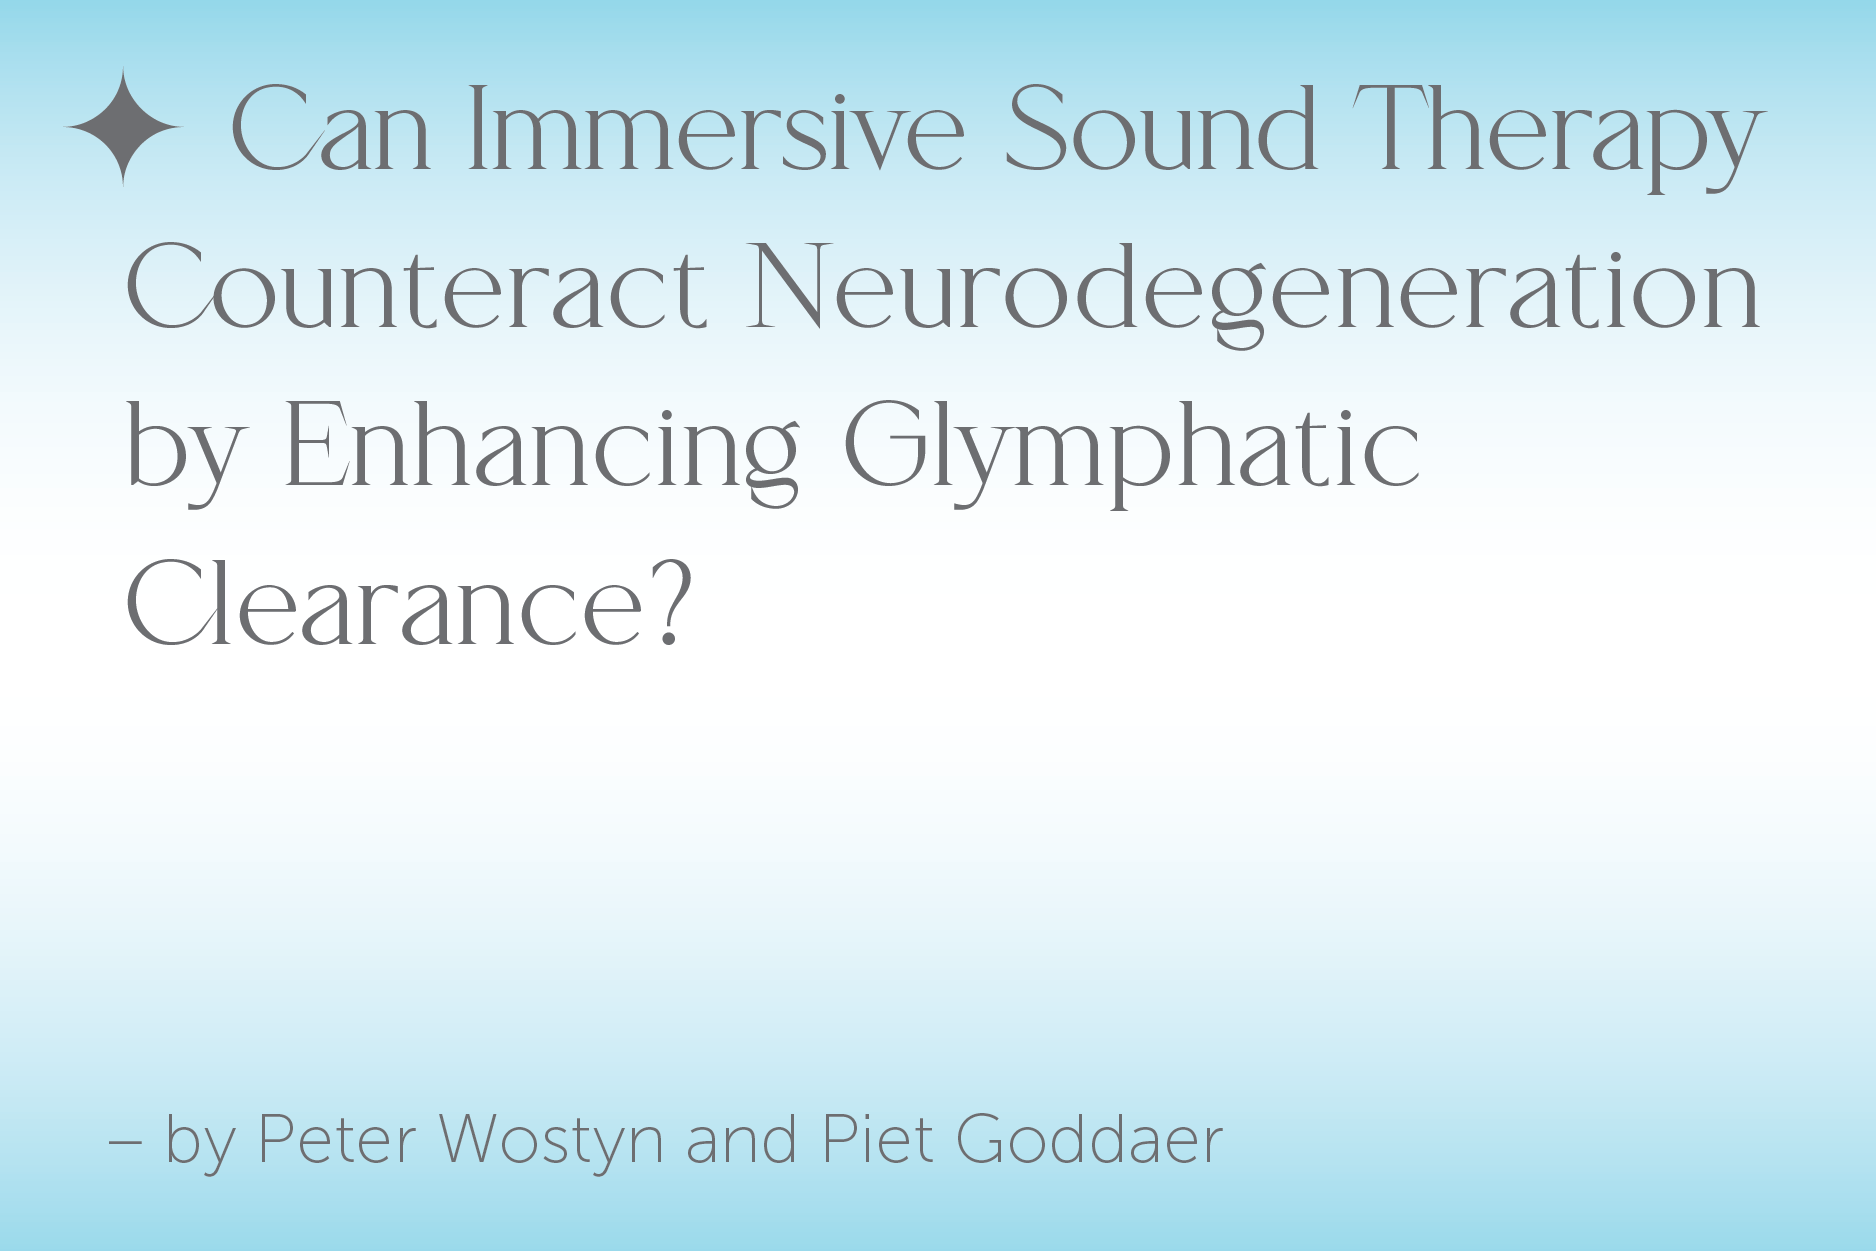 Can Immersive Sound Therapy
Counteract Neurodegeneration
by Enhancing Glymphatic
Clearance?
– by Peter Wostyn and Piet Goddaer